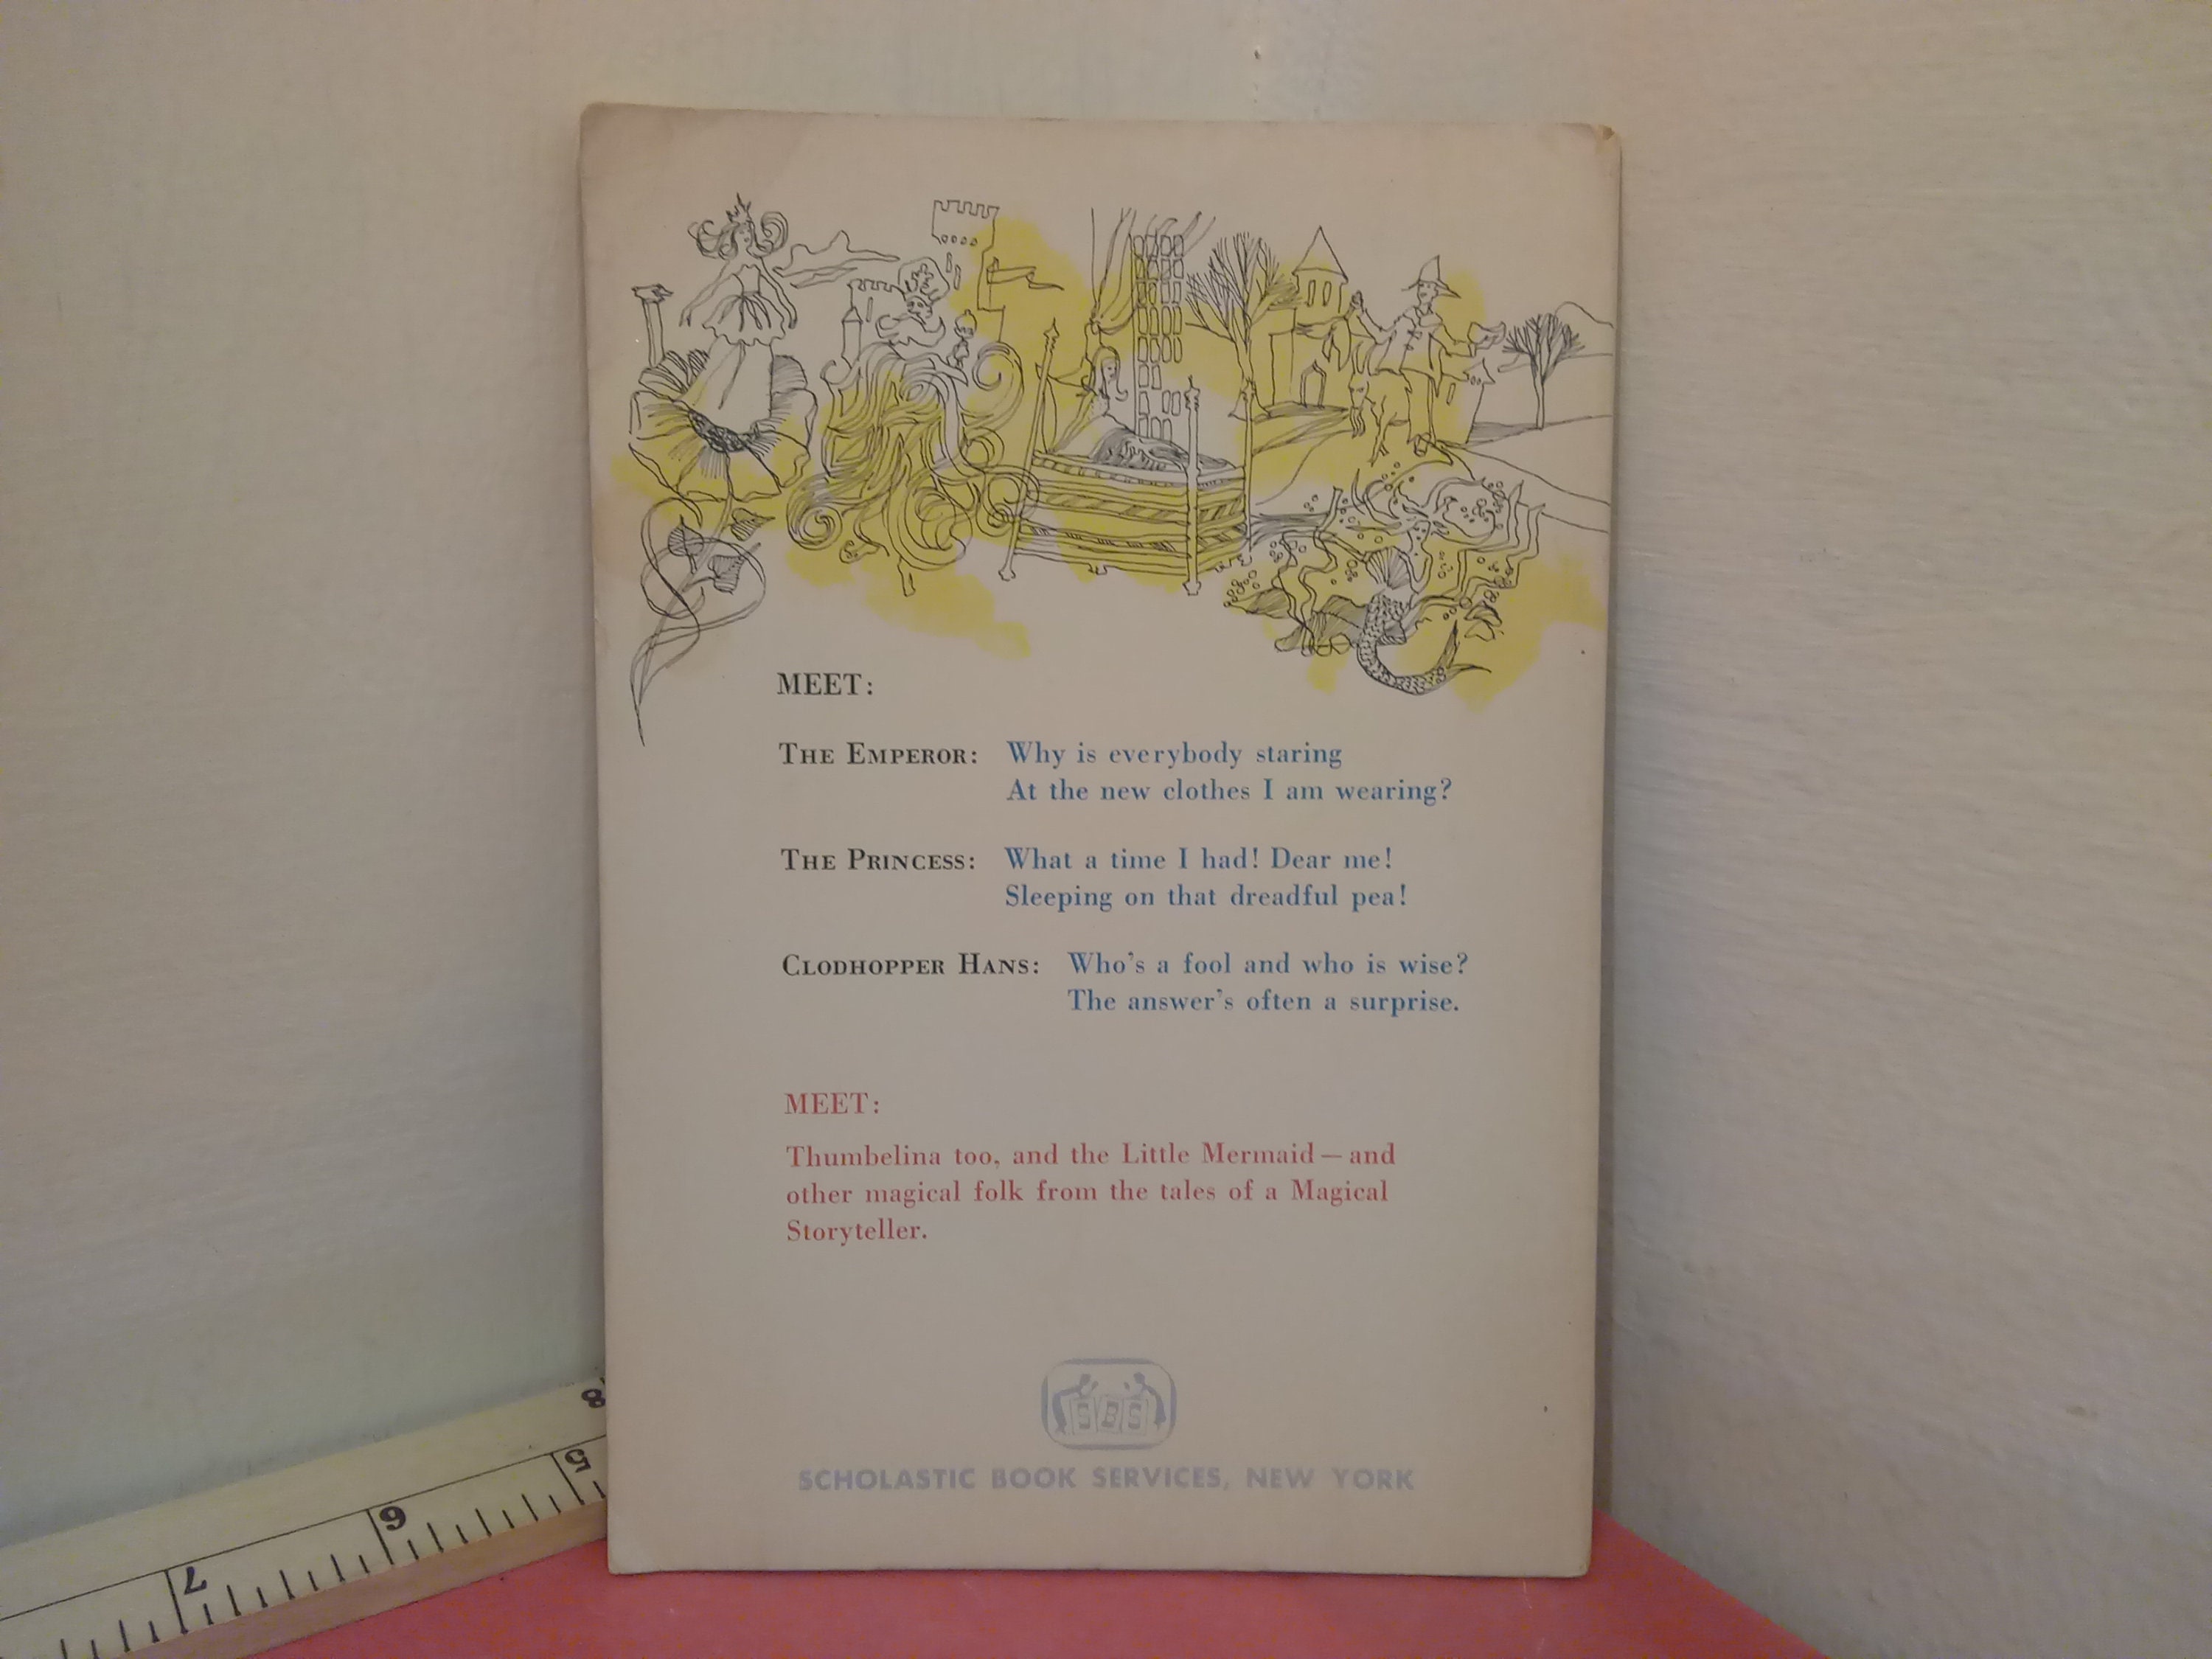 MEET:
THE EMPEROR: Why is everybody staring
At the new clothes I am wearing?
THE PRINCESS: What a time I had! Dear me!
Sleeping on that dreadful pea!
CLODHOPPER HANS: Who's a fool and who is wise?
The answer's often a surprise.
MEET:
Thumbelina too, and the Little Mermaid — and
other magical folk from the tales of a Magical
Storyteller.
SBS
SCHOLASTIC BOOK SERVICES, NEW YORK
8
5
6
7